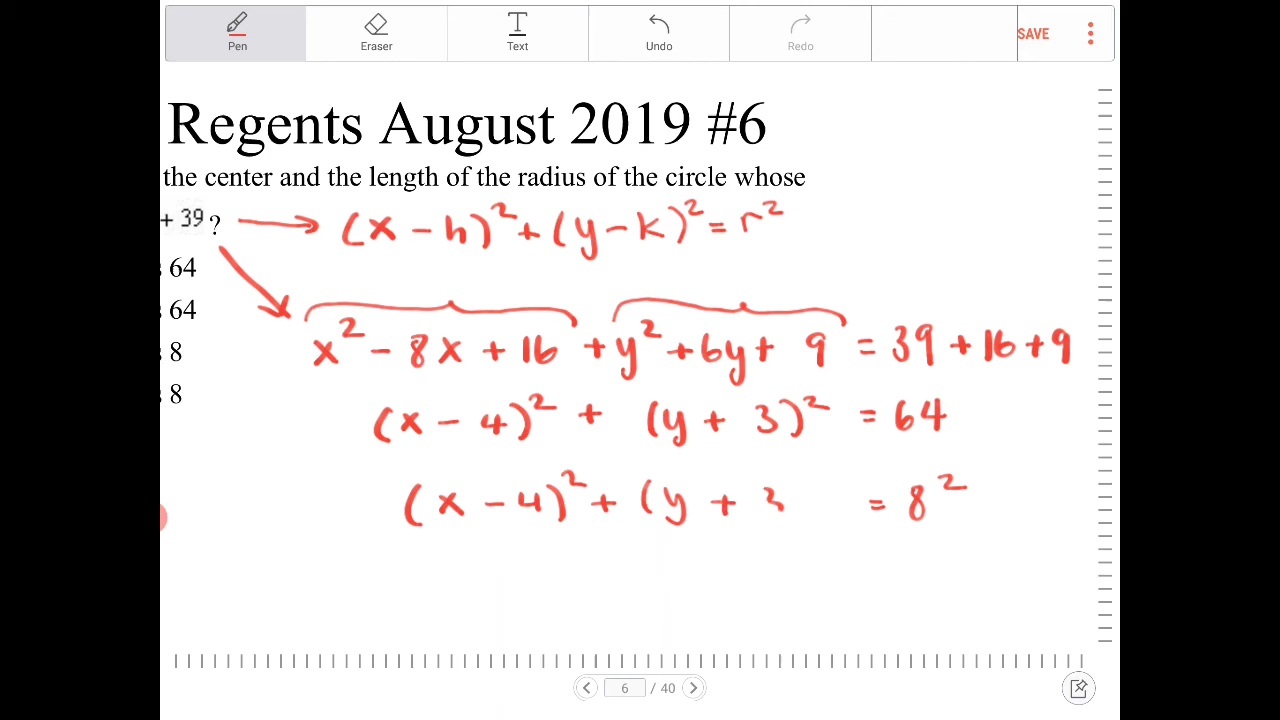 Pen Eraser Text Undo Redo SAVE
Regents August 2019 #6
the center and the length of the radius of the circle whose
+ 39 ? (x - h)² + (y - k)² = r²
64
64
x² - 8x + 16 + y² + 6y + 9 = 39 + 16 + 9
8
8
(x - 4)² + (y + 3)² = 64
(x - 4)² + (y + 3 = 8²
6 / 40